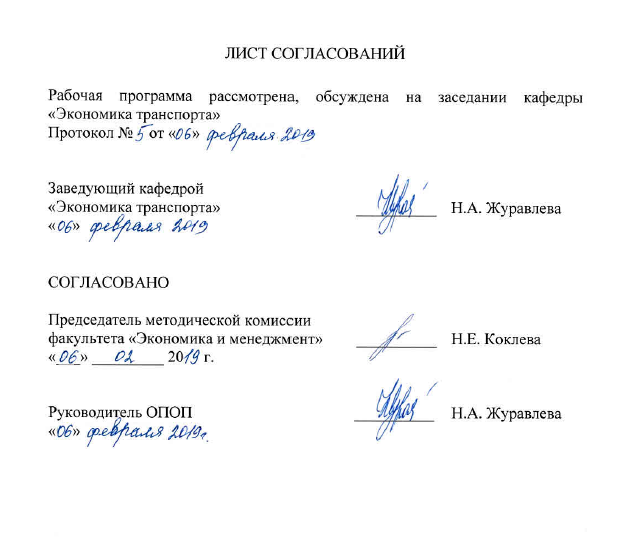 ЛИСТ СОГЛАСОВАНИЙ
Рабочая программа рассмотрена, обсуждена на заседании кафедры
«Экономика транспорта»
Протокол № 5 от «06» февраля 2019
Заведующий кафедрой
«Экономика транспорта» Н.А. Журавлева
«06» февраля 2019
СОГЛАСОВАНО
Председатель методической комиссии
факультета «Экономика и менеджмент» Н.Е. Коклева
«06» 02 2019 г.
Руководитель ОПОП Н.А. Журавлева
«06» февраля 2019г.